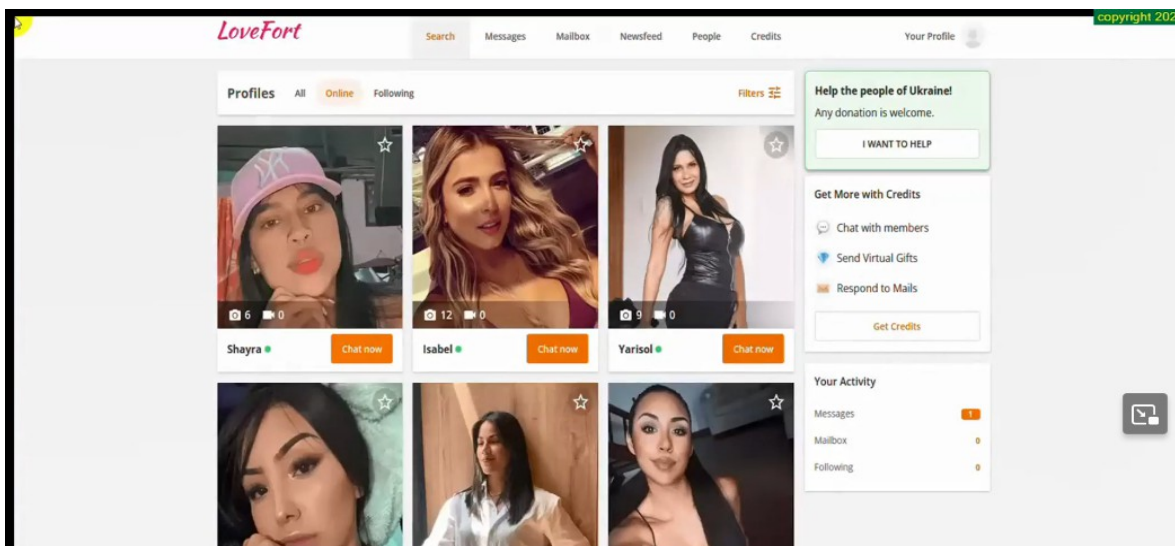 copyright 202
LoveFort
Search Messages Mailbox Newsfeed People Credits Your Profile
Profiles All Online Following Filters
NY
6 0
Shayra Chat now
12 0
Isabel Chat now
9 0
Yarisol Chat now
Help the people of Ukraine!
Any donation is welcome.
I WANT TO HELP
Get More with Credits
Chat with members
Send Virtual Gifts
Respond to Mails
Get Credits
Your Activity
Messages 1
Mailbox 0
Following 0